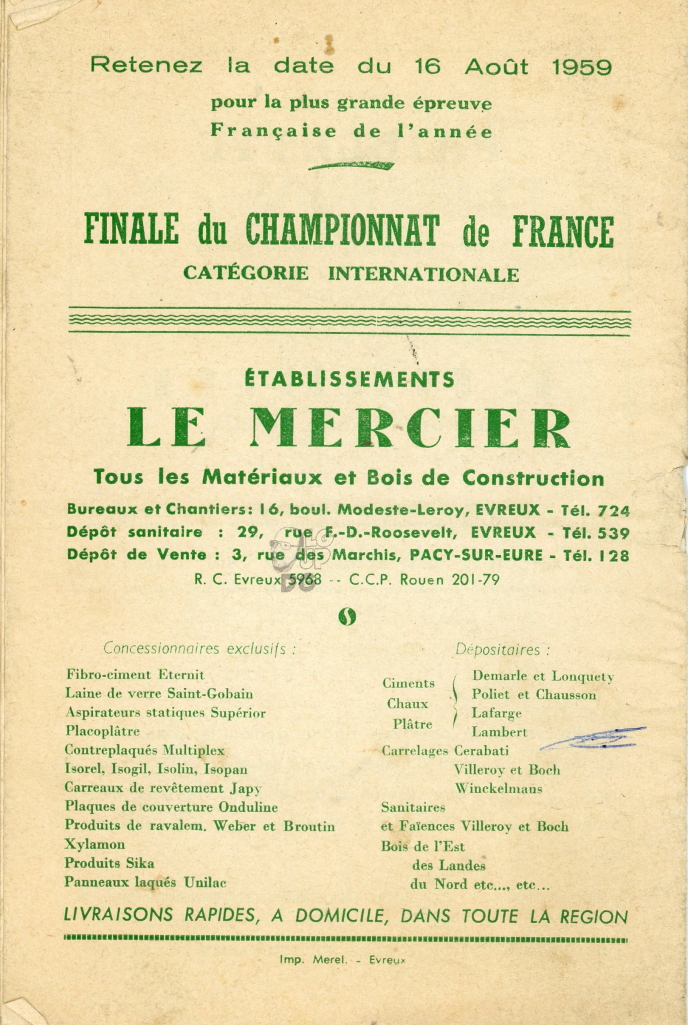 Retenez la date du 16 Août 1959
pour la plus grande épreuve
Française de l'année
FINALE du CHAMPIONNAT de FRANCE
CATÉGORIE INTERNATIONALE
ÉTABLISSEMENTS
LE MERCIER
Tous les Matériaux et Bois de Construction
Bureaux et Chantiers: 16, boul. Modeste-Leroy, EVREUX - Tél. 724
Dépôt sanitaire : 29, rue F.-D.-Roosevelt, EVREUX - Tél. 539
Dépôt de Vente : 3, rue des Marchis, PACY-SUR-EURE - Tél. 128
R. C. Evreux 5968 -- C.C.P. Rouen 201-79
Concessionnaires exclusifs :
Fibro-ciment Eternit
Laine de verre Saint-Gobain
Aspirateurs statiques Supérior
Placoplâtre
Contreplaqués Multiplex
Isorel, Isogil, Isolin, Isopan
Carreaux de revêtement Japy
Plaques de couverture Onduline
Produits de ravalem. Weber et Broutin
Xylamon
Produits Sika
Panneaux laqués Unilac
Dépositaires :
Ciments
Chaux
Plâtre
Demarle et Lonquety
Poliet et Chausson
Lafarge
Lambert
Carrelages Cerabati
Villeroy et Boch
Winckelmans
Sanitaires
et Faïences Villeroy et Boch
Bois de l'Est
des Landes
du Nord etc..., etc...
LIVRAISONS RAPIDES, A DOMICILE, DANS TOUTE LA REGION
Imp. Merel. - Evreux